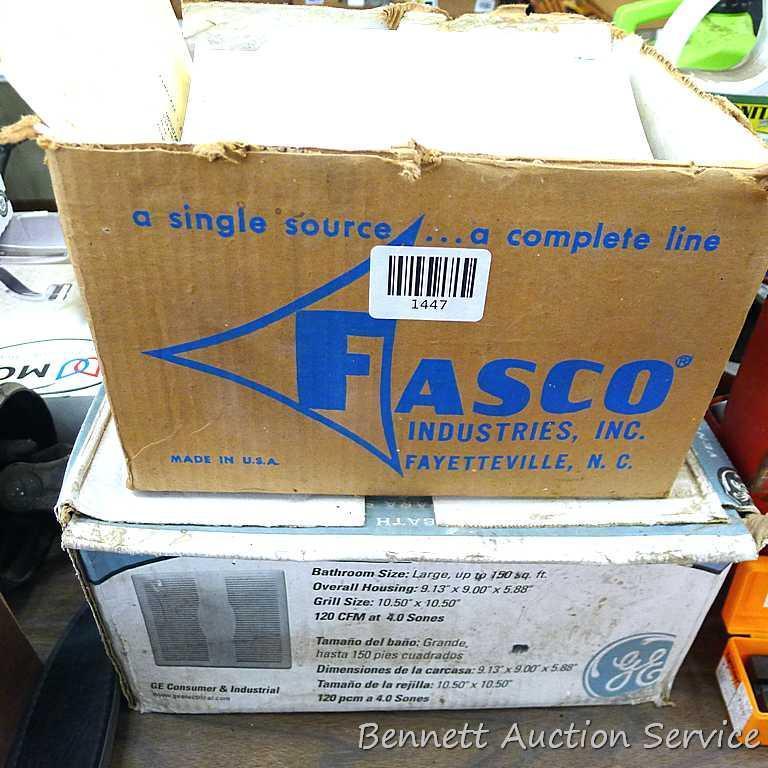 a single source ... a complete line
1447
FASCO®
INDUSTRIES, INC.
MADE IN U.S.A.
FAYETTEVILLE, N. C.
BATH
Bathroom Size: Large, up to 150 sq. ft.
Overall Housing: 9.13" x 9.00" x 5.88"
Grill Size: 10.50" x 10.50"
120 CFM at 4.0 Sones
Tamaño del baño: Grande,
hasta 150 pies cuadrados
Dimensiones de la carcasa: 9.13" x 9.00" x 5.88"
Tamaño de la rejilla: 10.50" x 10.50"
120 pcm a 4.0 Sones
GE Consumer & Industrial
www.geelectrical.com
GE
Bennett Auction Service